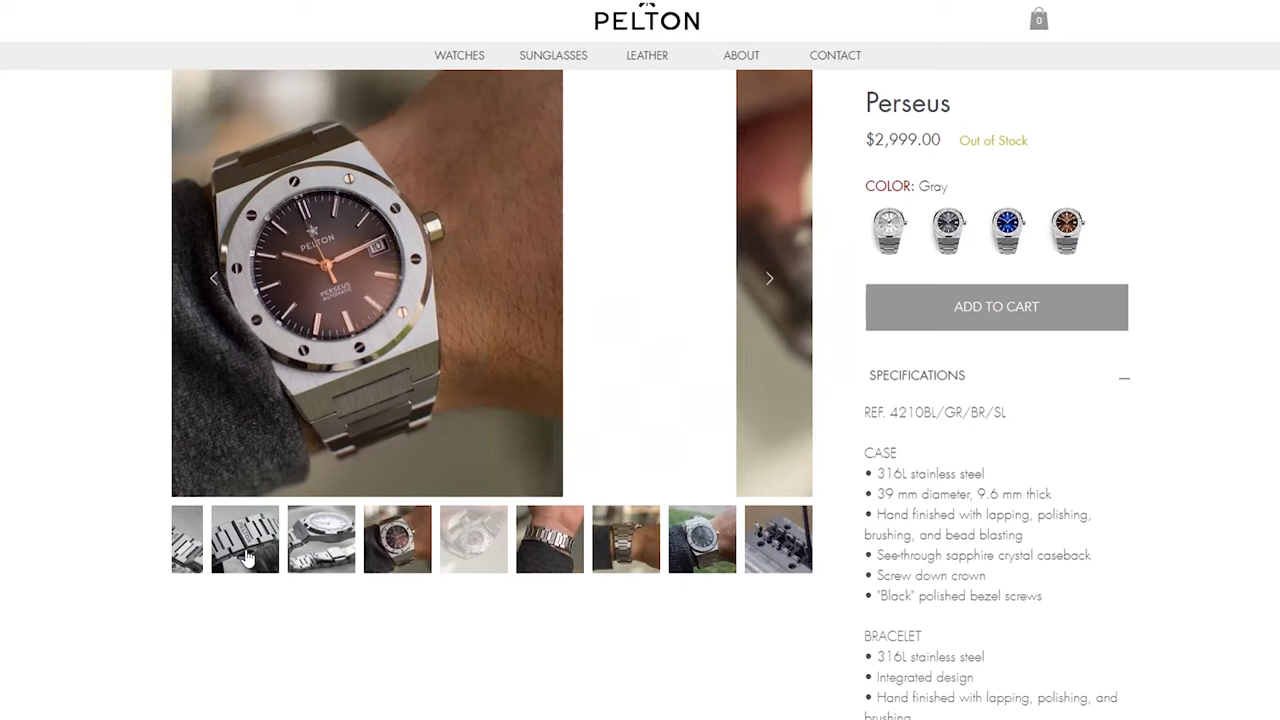 PELTON
0
WATCHES SUNGLASSES LEATHER ABOUT CONTACT
PELTON
PERSEUS
AUTOMATIC
10
Perseus
$2,999.00 Out of Stock
COLOR: Gray
ADD TO CART
SPECIFICATIONS
REF. 4210BL/GR/BR/SL
CASE
• 316L stainless steel
• 39 mm diameter, 9.6 mm thick
• Hand finished with lapping, polishing,
brushing, and bead blasting
• See-through sapphire crystal caseback
• Screw down crown
• "Black" polished bezel screws
BRACELET
• 316L stainless steel
• Integrated design
• Hand finished with lapping, polishing, and
brushing